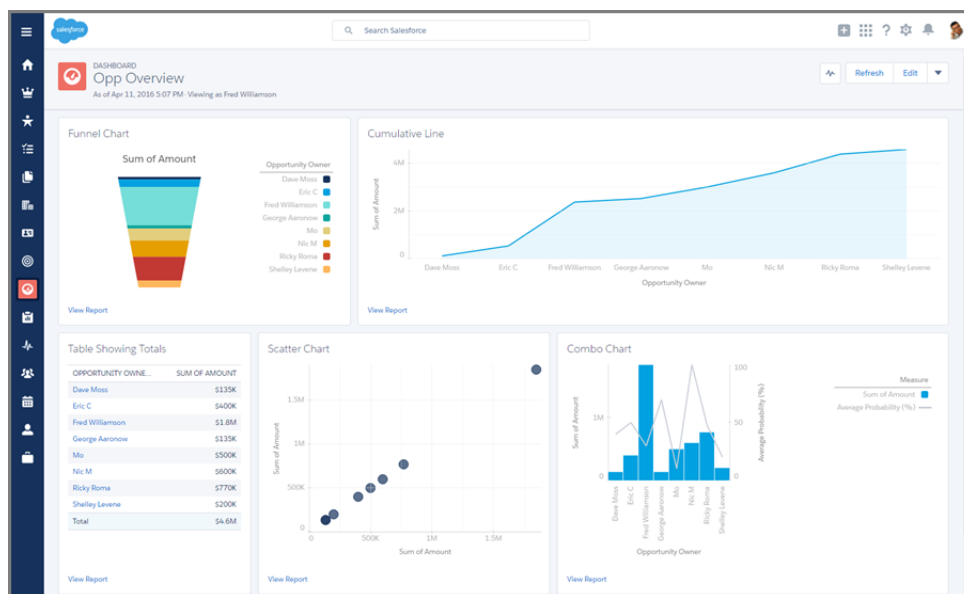 salesforce
Search Salesforce
DASHBOARD
Opp Overview
As of Apr 11, 2016 5:07 PM·Viewing as Fred Williamson
Refresh
Edit
Funnel Chart
Sum of Amount
Opportunity Owner
Dave Moss
Eric C
Fred Williamson
George Aaronow
Mo
Nic M
Ricky Roma
Shelley Levene
View Report
Cumulative Line
Sum of Amount
4M
2M
0
Dave Moss
Eric C
Fred Williamson
George Aaronow
Mo
Nic M
Ricky Roma
Shelley Levene
Opportunity Owner
View Report
Table Showing Totals
OPPORTUNITY OWNE... SUM OF AMOUNT
Dave Moss $135K
Eric C $400K
Fred Williamson $1.8M
George Aaronow $135K
Mo $500K
Nic M $600K
Ricky Roma $770K
Shelley Levene $200K
Total $4.6M
View Report
Scatter Chart
Sum of Amount
1.5M
1M
500K
0
0 500K 1M 1.5M
Sum of Amount
View Report
Combo Chart
Sum of Amount
1M
0
100
50
0
Average Probability (%)
Dave Moss
Eric C
Fred Williamson
George Aaronow
Mo
Nic M
Ricky Roma
Shelley Levene
Opportunity Owner
Measure
Sum of Amount
Average Probability (%)
View Report